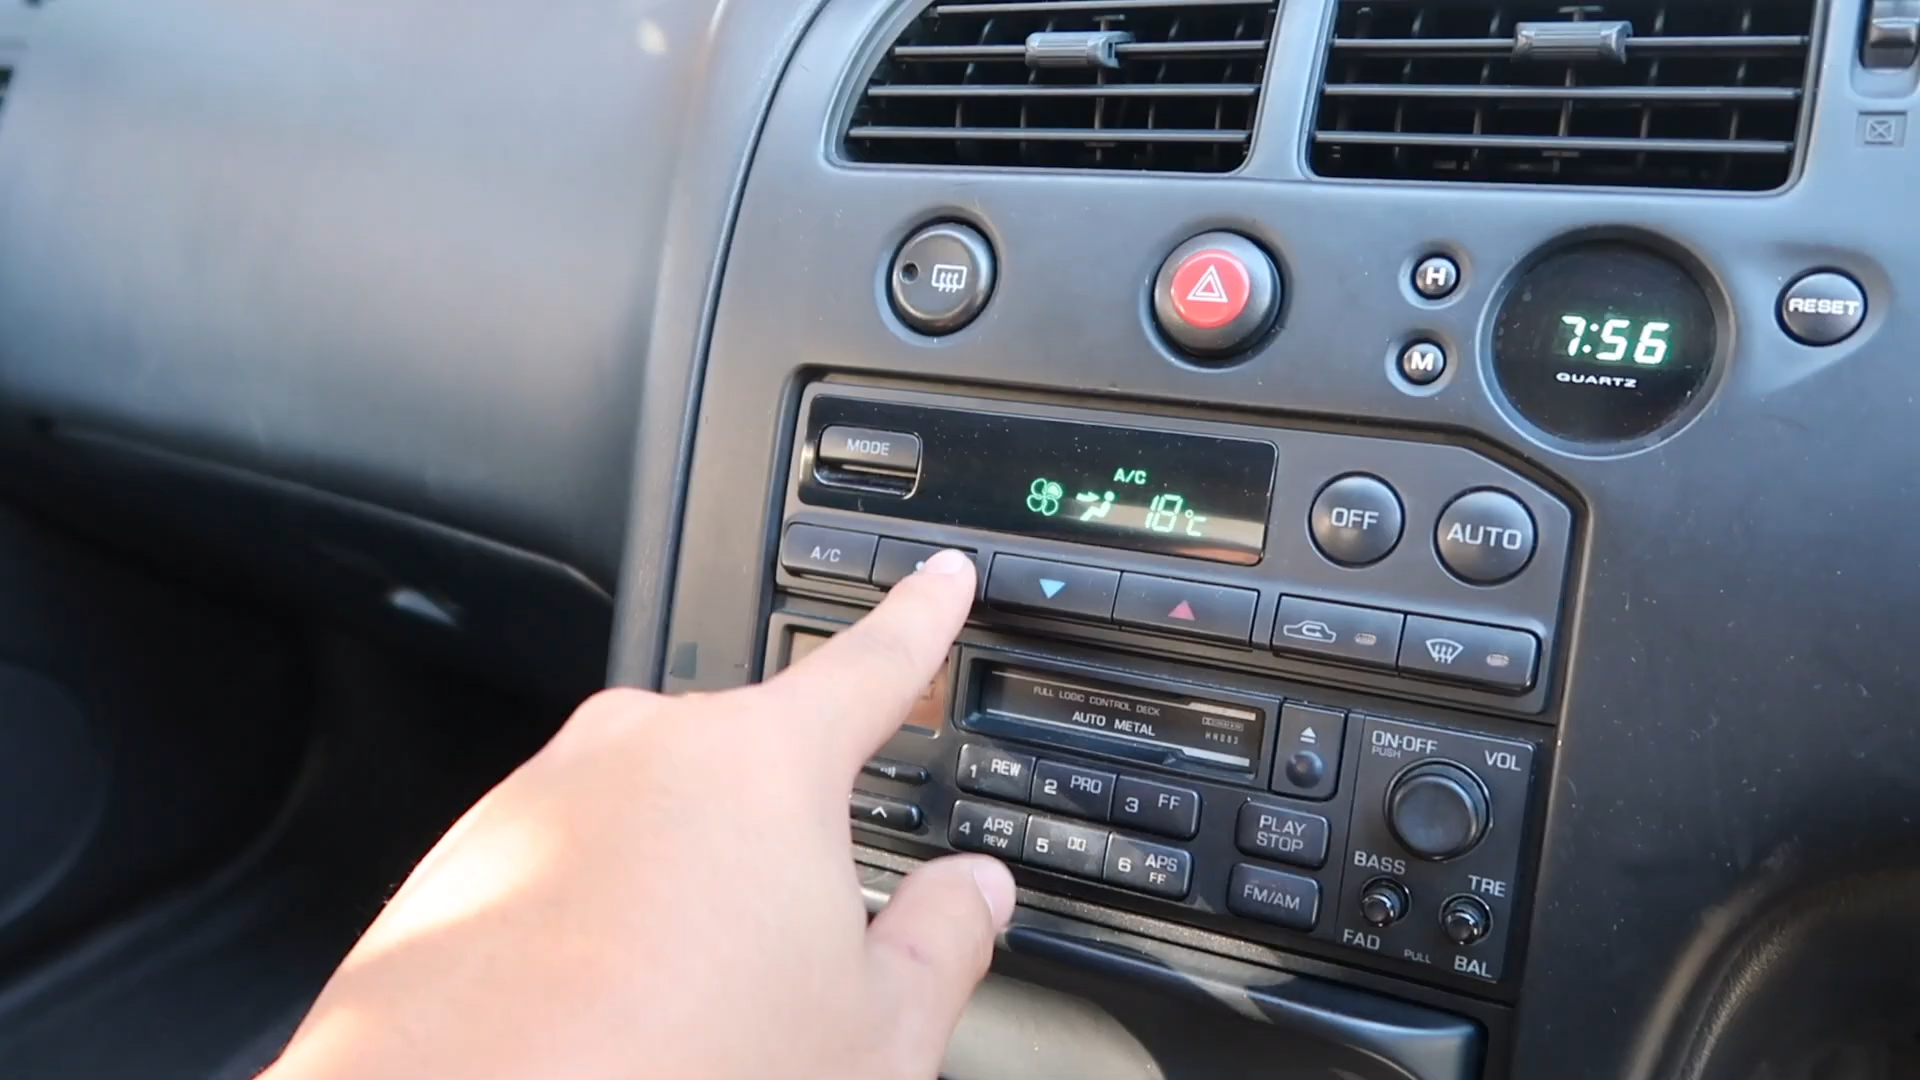 H
M
7:56
QUARTZ
RESET
MODE
A/C
18°C
OFF
AUTO
A/C
FULL LOGIC CONTROL DECK
AUTO METAL
ON·OFF
PUSH
VOL
1 REW
2 PRO
3 FF
4 APS
REW
5
6 APS
FF
PLAY
STOP
FM/AM
BASS
FAD
TRE
PULL
BAL